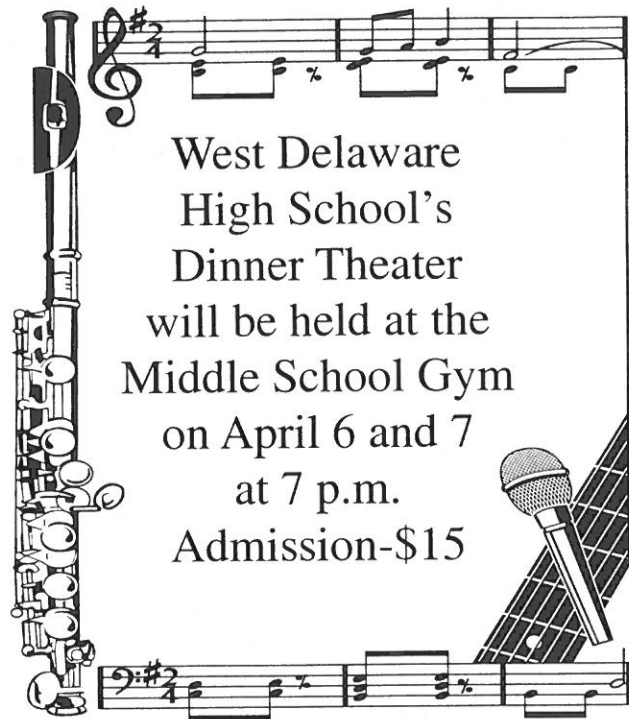 West Delaware
High School's
Dinner Theater
will be held at the
Middle School Gym
on April 6 and 7
at 7 p.m.
Admission-$15